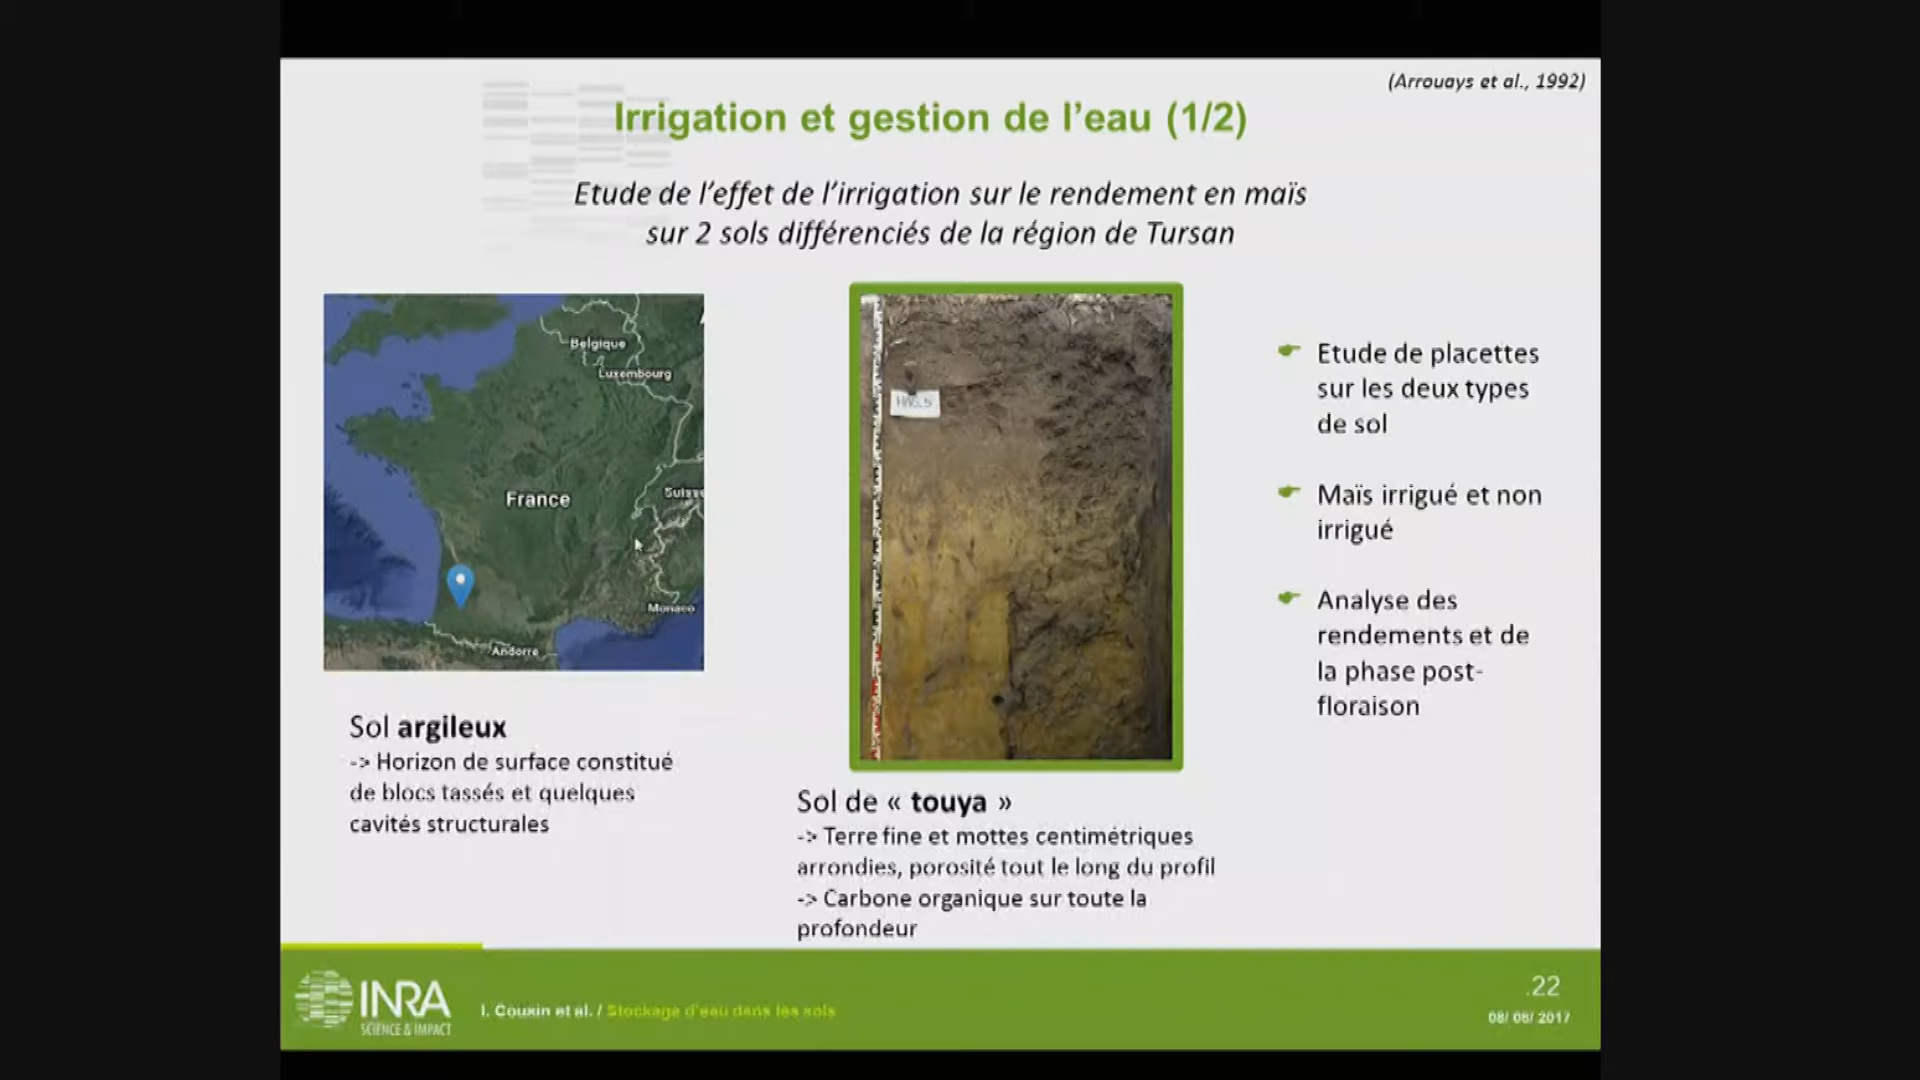 (Arrouays et al., 1992)
Irrigation et gestion de l'eau (1/2)
Etude de l'effet de l'irrigation sur le rendement en maïs
sur 2 sols différenciés de la région de Tursan
Belgique
Luxembourg
France
Suisse
Monaco
Andorre
Sol argileux
-> Horizon de surface constitué
de blocs tassés et quelques
cavités structurales
Sol de « touya »
-> Terre fine et mottes centimétriques
arrondies, porosité tout le long du profil
-> Carbone organique sur toute la
profondeur
Etude de placettes
sur les deux types
de sol
Maïs irrigué et non
irrigué
Analyse des
rendements et de
la phase post-
floraison
INRA
SCIENCE & IMPACT
I. Cousin et al. / Stockage d'eau dans les sols
.22
08/ 06/ 2017